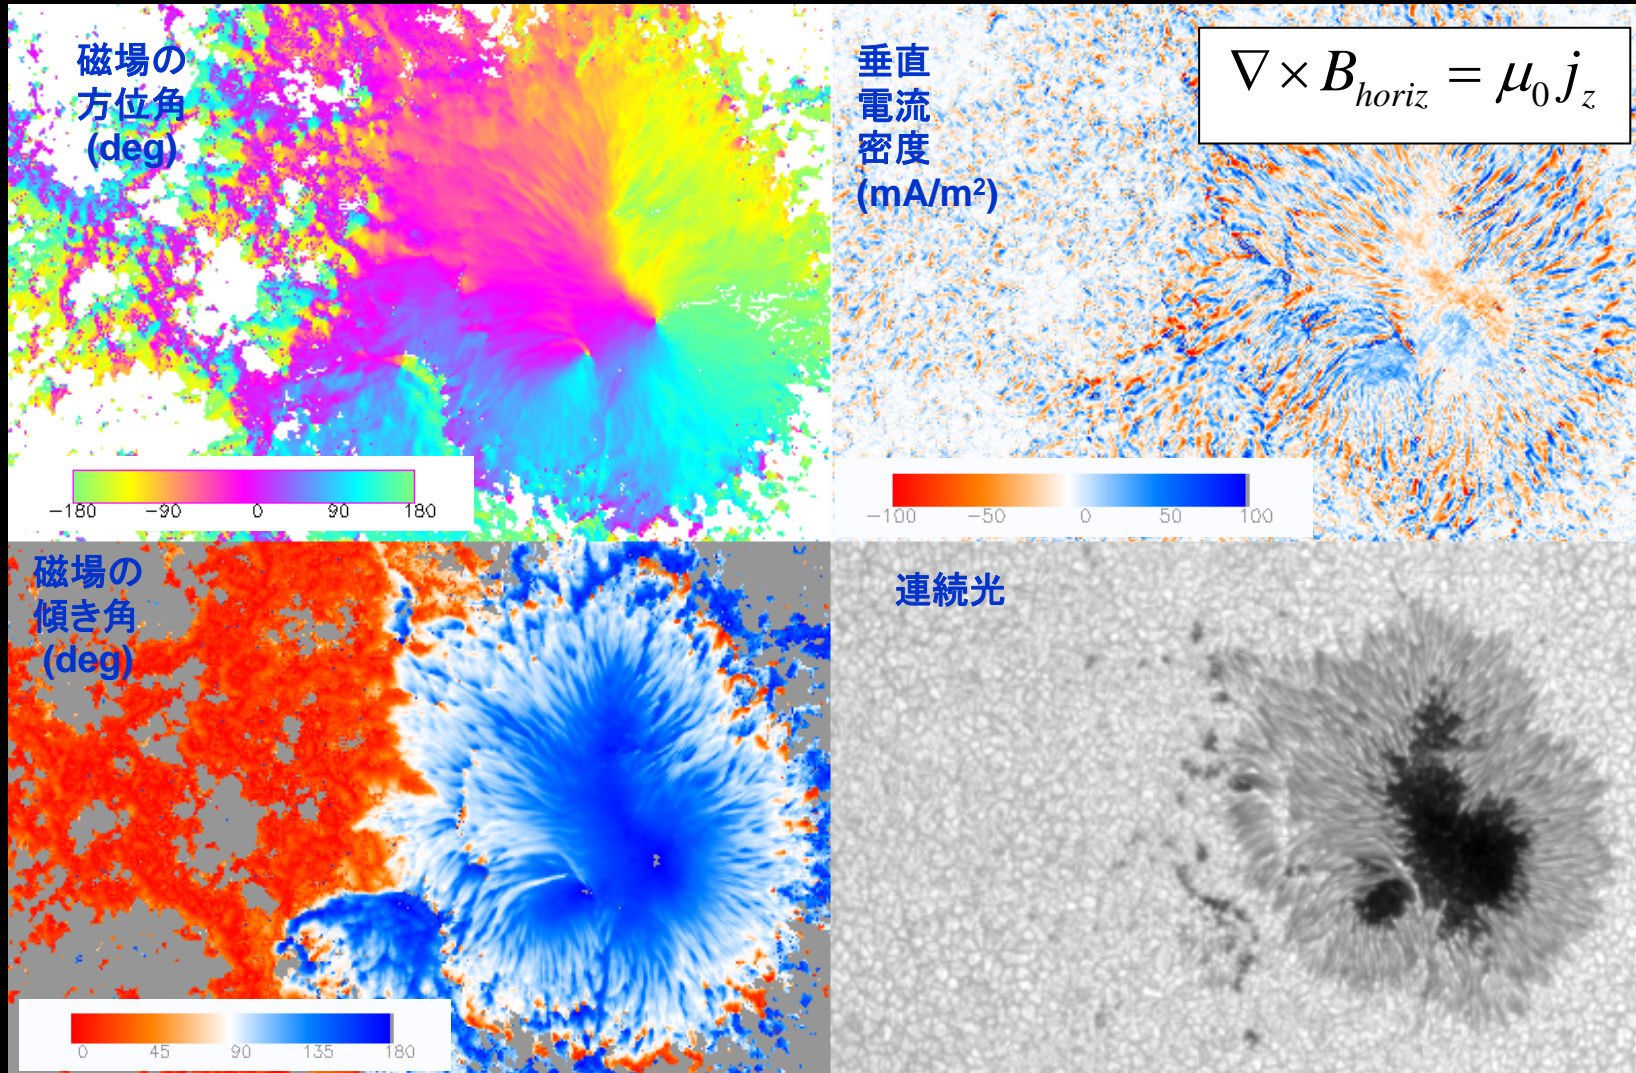 磁場の
方位角
(deg)
−180 −90 0 90 180
垂直
電流
密度
(mA/m²)
∇ × B_horiz = μ₀ j_z
−100 −50 0 50 100
磁場の
傾き角
(deg)
0 45 90 135 180
連続光